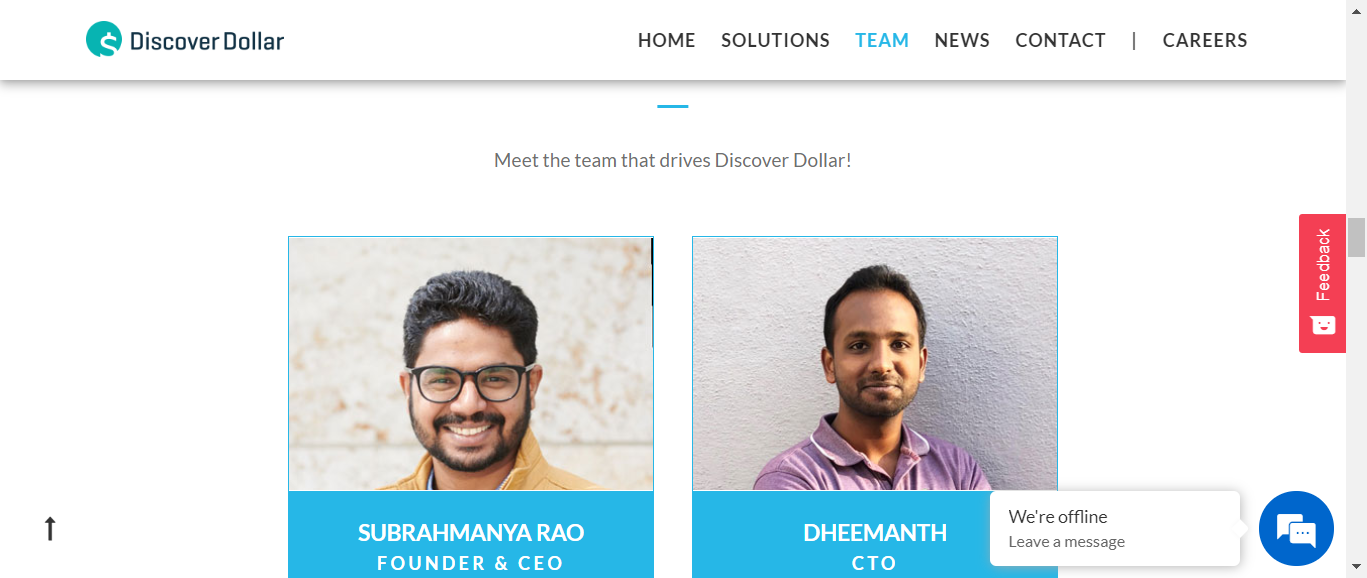 Discover Dollar
HOME SOLUTIONS TEAM NEWS CONTACT | CAREERS
Meet the team that drives Discover Dollar!
Feedback
SUBRAHMANYA RAO
FOUNDER & CEO
DHEEMANTH
CTO
We're offline
Leave a message